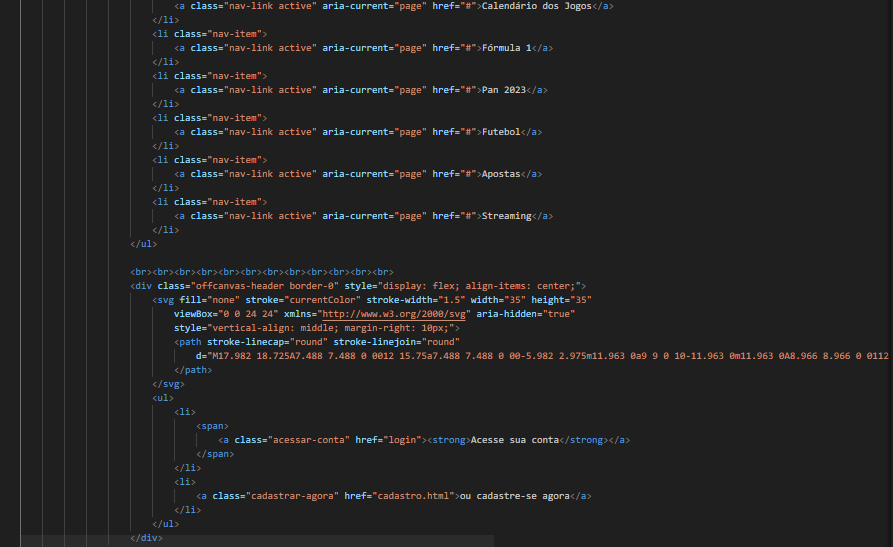 <a class="nav-link active" aria-current="page" href="#">Calendário dos Jogos</a>
</li>
<li class="nav-item">
<a class="nav-link active" aria-current="page" href="#">Fórmula 1</a>
</li>
<li class="nav-item">
<a class="nav-link active" aria-current="page" href="#">Pan 2023</a>
</li>
<li class="nav-item">
<a class="nav-link active" aria-current="page" href="#">Futebol</a>
</li>
<li class="nav-item">
<a class="nav-link active" aria-current="page" href="#">Apostas</a>
</li>
<li class="nav-item">
<a class="nav-link active" aria-current="page" href="#">Streaming</a>
</li>
</ul>
<br><br><br><br><br><br><br><br><br><br><br><br>
<div class="offcanvas-header border-0" style="display: flex; align-items: center;">
<svg fill="none" stroke="currentColor" stroke-width="1.5" width="35" height="35"
viewBox="0 0 24 24" xmlns="http://www.w3.org/2000/svg" aria-hidden="true"
style="vertical-align: middle; margin-right: 10px;">
<path stroke-linecap="round" stroke-linejoin="round"
d="M17.982 18.725A7.488 7.488 0 0012 15.75a7.488 7.488 0 00-5.982 2.975m11.963 0a9 9 0 10-11.963 0m11.963 0A8.966 8.966 0 0112
</path>
</svg>
<ul>
<li>
<span>
<a class="acessar-conta" href="login"><strong>Acesse sua conta</strong></a>
</span>
</li>
<li>
<a class="cadastrar-agora" href="cadastro.html">ou cadastre-se agora</a>
</li>
</ul>
</div>